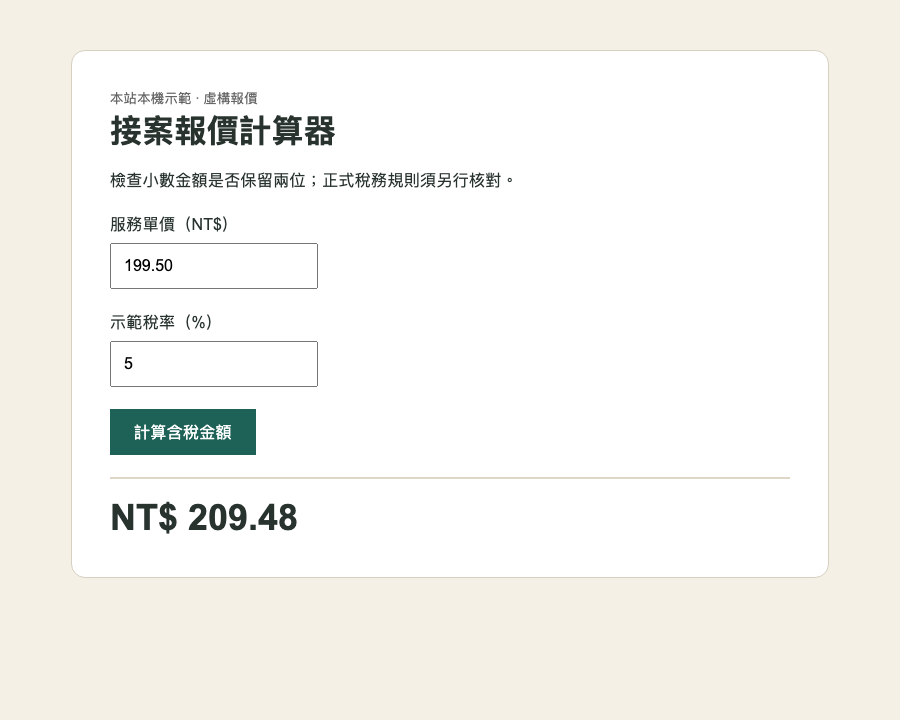 本站本機示範 · 虛構報價
接案報價計算器
檢查小數金額是否保留兩位；正式稅務規則須另行核對。
服務單價（NT$）
199.50
示範稅率（%）
5
計算含稅金額
NT$ 209.48